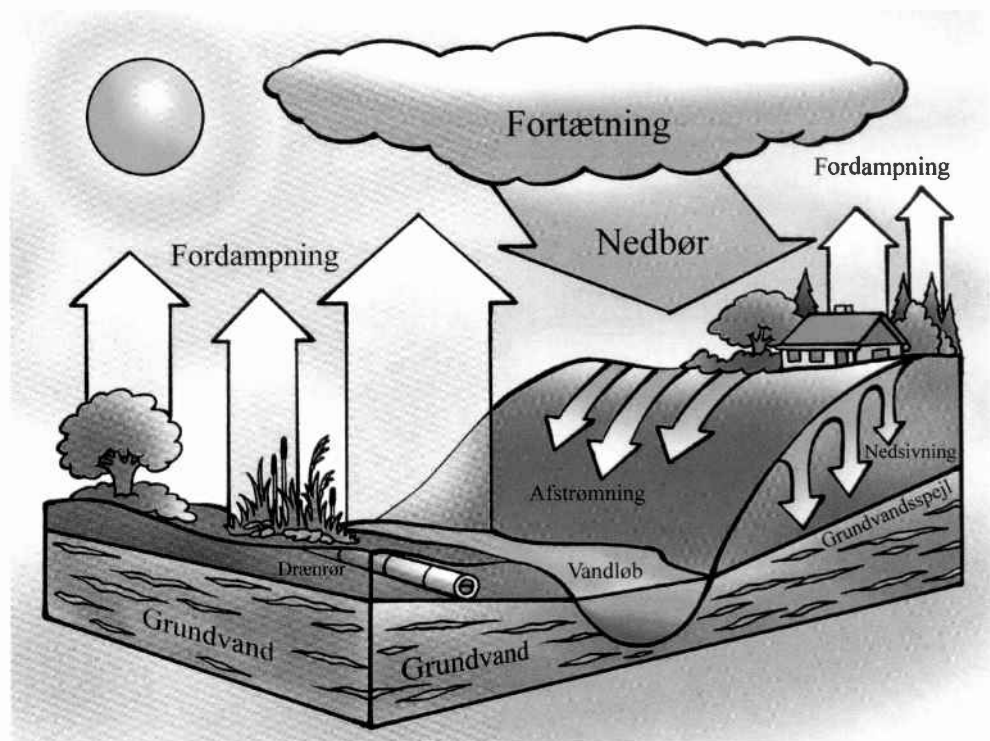 Fortætning
Fordampning
Nedbør
Fordampning
Nedsivning
Afstrømning
Grundvandsspejl
Drænrør
Vandløb
Grundvand
Grundvand